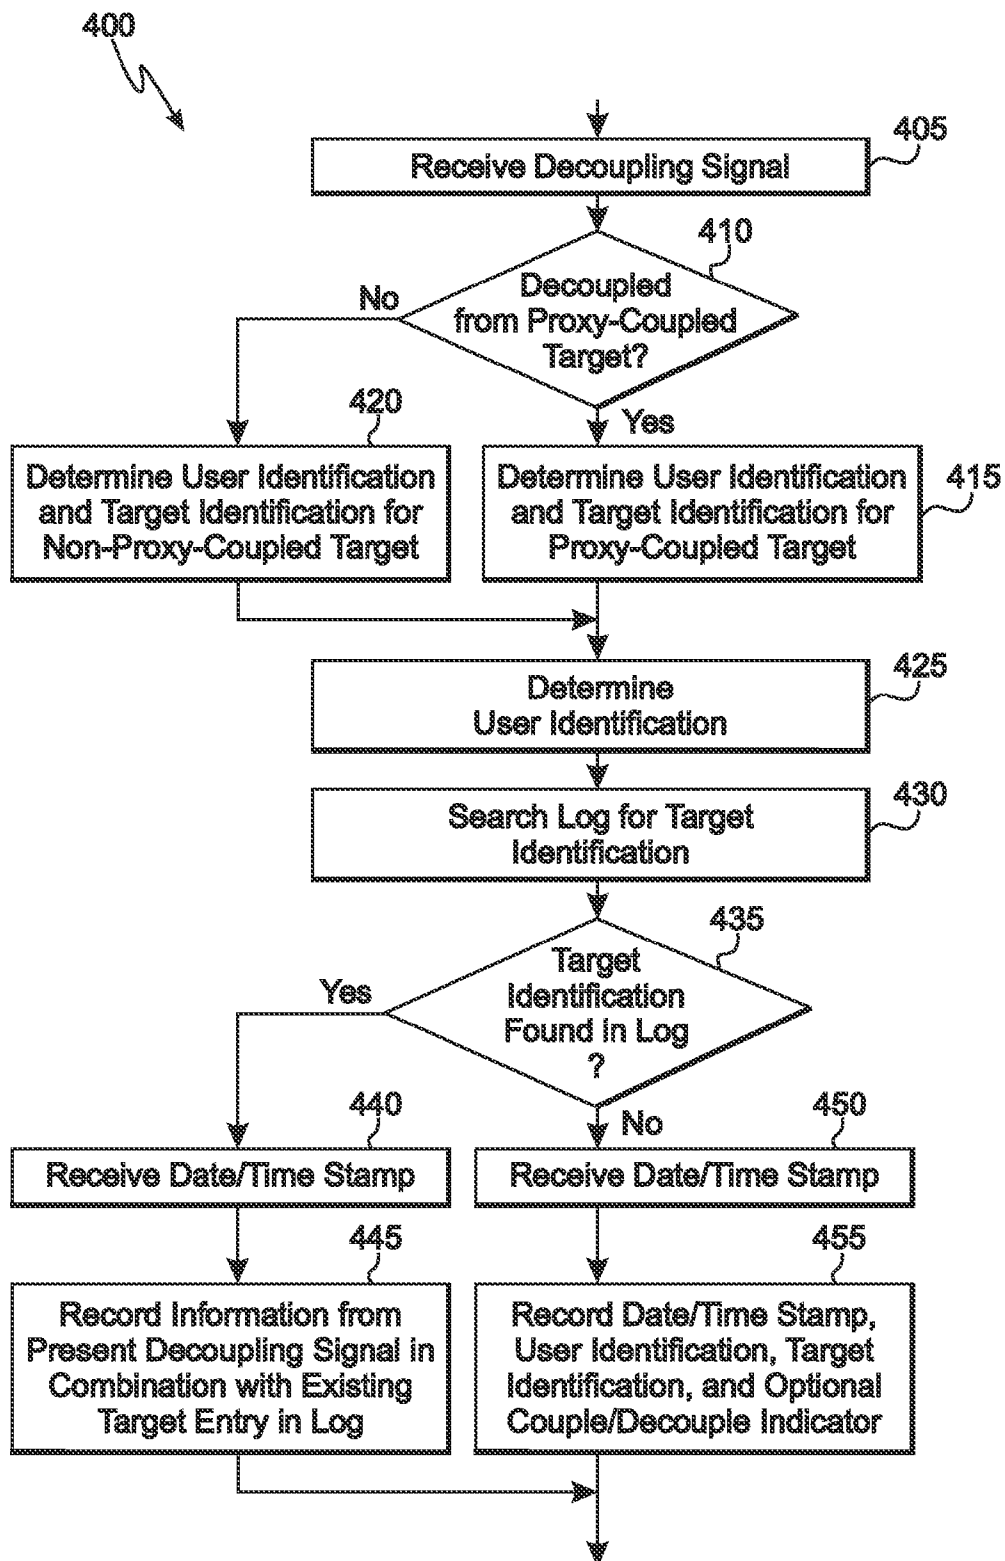 400
405
Receive Decoupling Signal
410
Decoupled
from Proxy-Coupled
Target?
No
Yes
420
Determine User Identification
and Target Identification for
Non-Proxy-Coupled Target
Determine User Identification
and Target Identification for
Proxy-Coupled Target
415
425
Determine
User Identification
430
Search Log for Target
Identification
435
Target
Identification
Found in Log
?
Yes
No
440
Receive Date/Time Stamp
450
Receive Date/Time Stamp
445
Record Information from
Present Decoupling Signal in
Combination with Existing
Target Entry in Log
455
Record Date/Time Stamp,
User Identification, Target
Identification, and Optional
Couple/Decouple Indicator